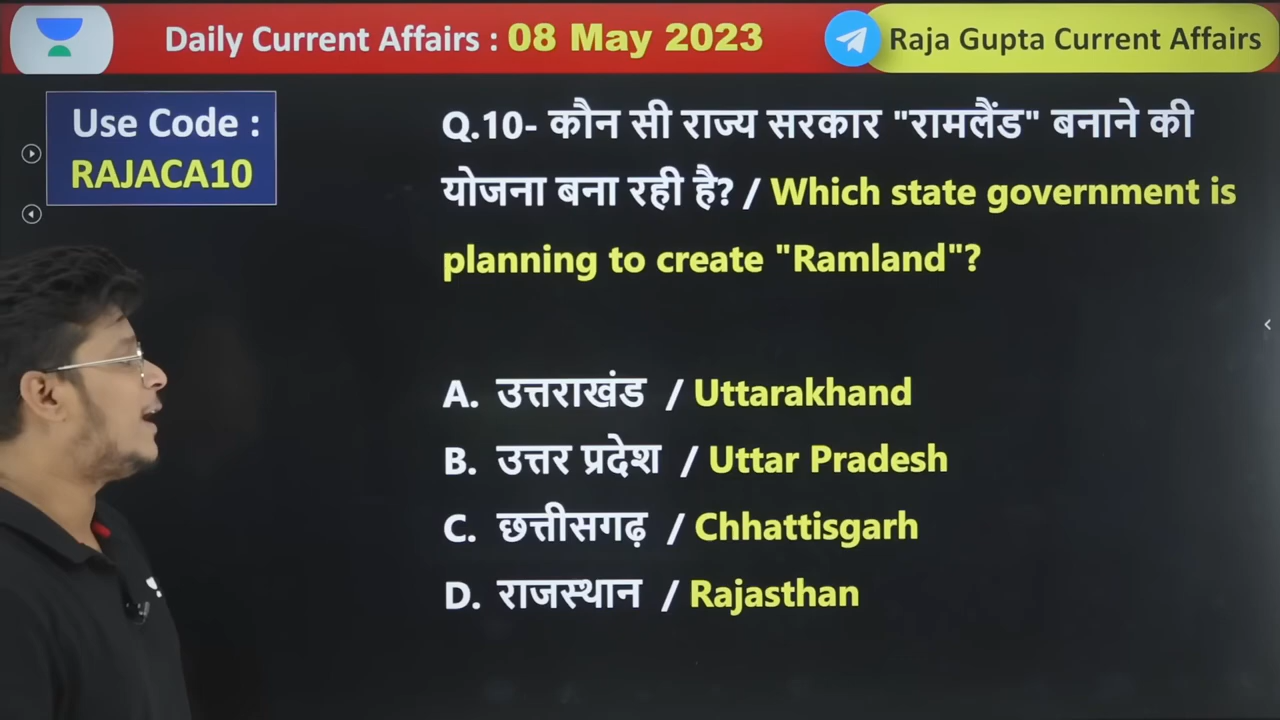 Daily Current Affairs : 08 May 2023
Raja Gupta Current Affairs
Use Code :
RAJACA10
Q.10- कौन सी राज्य सरकार "रामलैंड" बनाने की
योजना बना रही है? / Which state government is
planning to create "Ramland"?
A. उत्तराखंड / Uttarakhand
B. उत्तर प्रदेश / Uttar Pradesh
C. छत्तीसगढ़ / Chhattisgarh
D. राजस्थान / Rajasthan